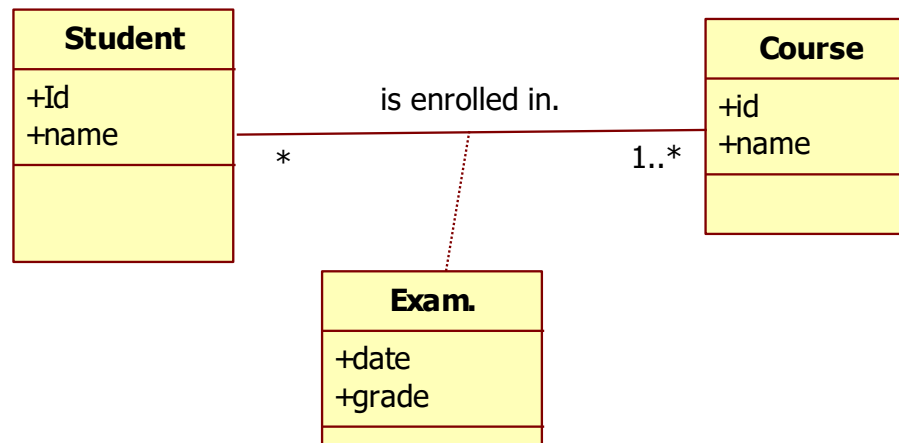 Student
+Id
+name
is enrolled in.
*
1..*
Course
+id
+name
Exam.
+date
+grade